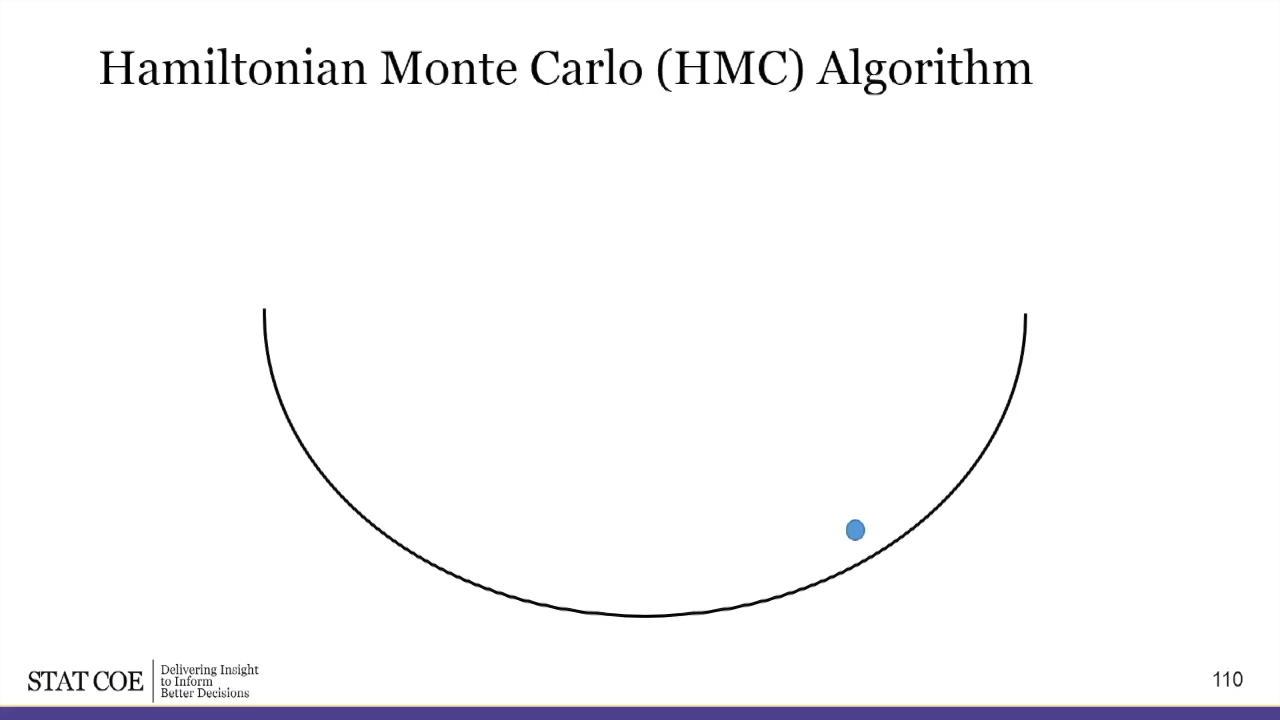 Hamiltonian Monte Carlo (HMC) Algorithm
STAT COE
Delivering Insight
to Inform
Better Decisions
110